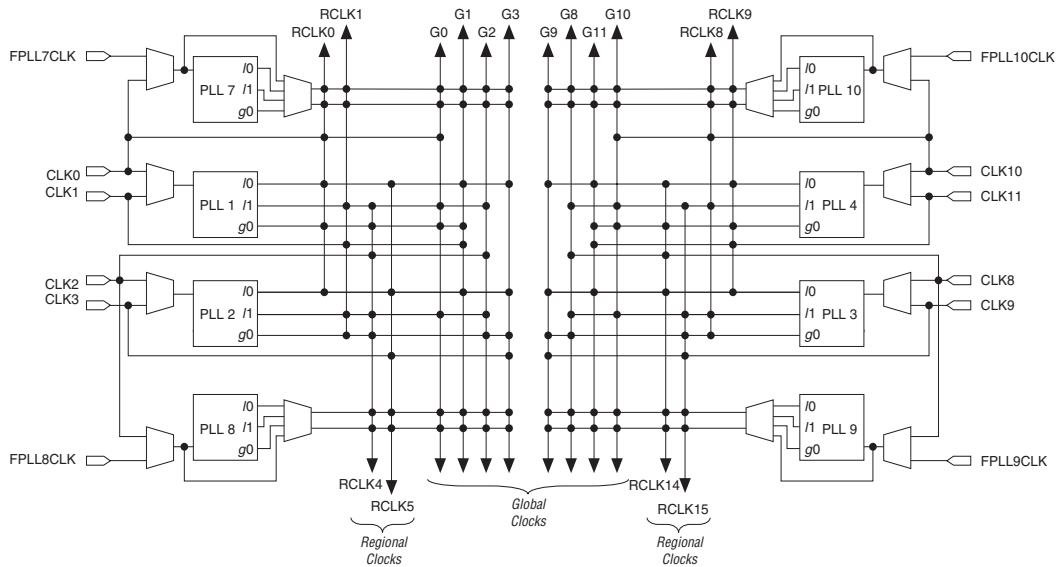 RCLK1 G1 G3 G8 G10 RCLK9
RCLK0 G0 G2 G9 G11 RCLK8
FPLL7CLK FPLL10CLK
l0 l0
PLL 7 l1 l1 PLL 10
g0 g0
CLK0 CLK10
CLK1 CLK11
l0 l0
PLL 1 l1 l1 PLL 4
g0 g0
CLK2 CLK8
CLK3 CLK9
l0 l0
PLL 2 l1 l1 PLL 3
g0 g0
l0 l0
PLL 8 l1 l1 PLL 9
g0 g0
FPLL8CLK FPLL9CLK
RCLK4 RCLK14
RCLK5 RCLK15
Global
Clocks
Regional
Clocks
Regional
Clocks